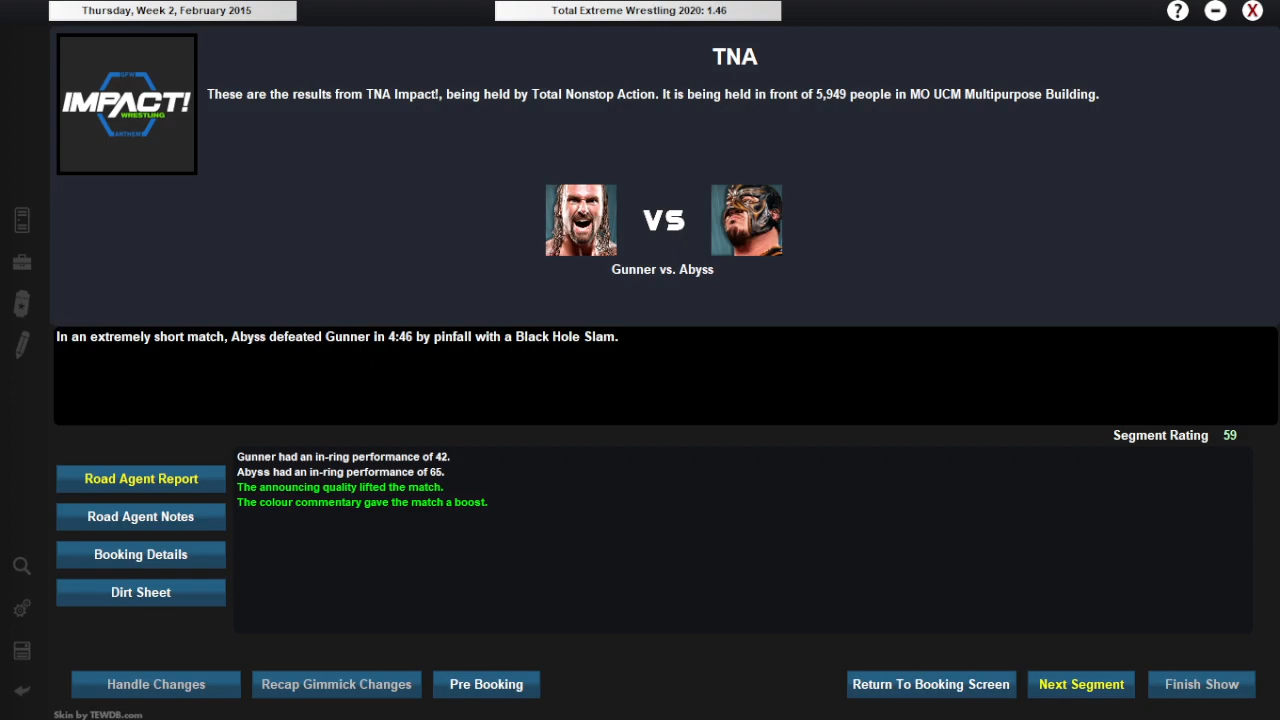 Thursday, Week 2, February 2015
Total Extreme Wrestling 2020: 1.46
? - X
TNA
GFW
IMPACT!
WRESTLING
ANTHEM
These are the results from TNA Impact!, being held by Total Nonstop Action. It is being held in front of 5,949 people in MO UCM Multipurpose Building.
VS
Gunner vs. Abyss
In an extremely short match, Abyss defeated Gunner in 4:46 by pinfall with a Black Hole Slam.
Segment Rating 59
Gunner had an in-ring performance of 42.
Abyss had an in-ring performance of 65.
The announcing quality lifted the match.
The colour commentary gave the match a boost.
Road Agent Report
Road Agent Notes
Booking Details
Dirt Sheet
Handle Changes
Recap Gimmick Changes
Pre Booking
Return To Booking Screen
Next Segment
Finish Show
Skin by TEWDB.com